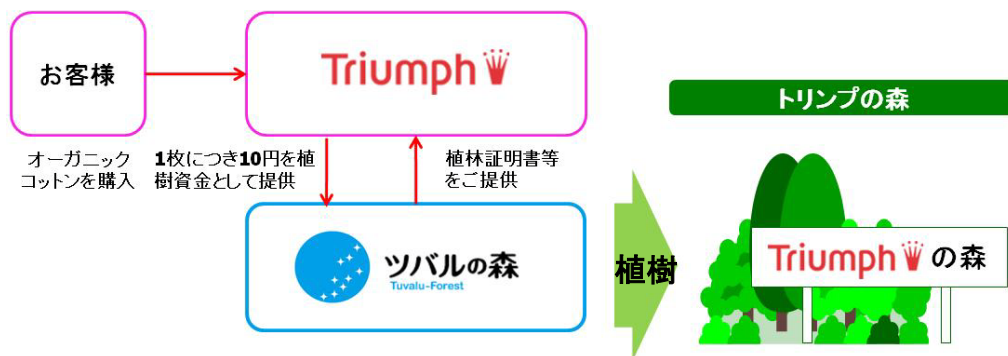 お客様
Triumph
オーガニック
コットンを購入
1枚につき10円を植
樹資金として提供
植林証明書等
をご提供
ツバルの森
Tuvalu-Forest
植樹
トリンプの森
Triumph の森